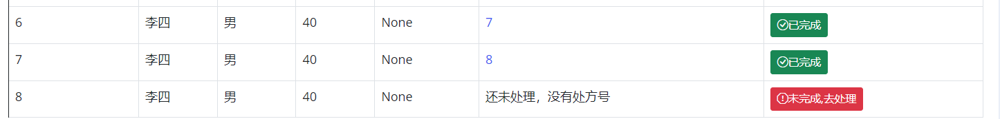 6 李四 男 40 None 7 已完成
7 李四 男 40 None 8 已完成
8 李四 男 40 None 还未处理，没有处方号 未完成,去处理